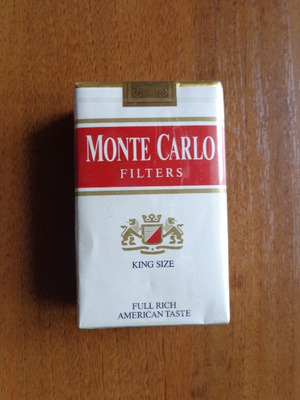 MONTE CARLO
FILTERS
KING SIZE
FULL RICH
AMERICAN TASTE